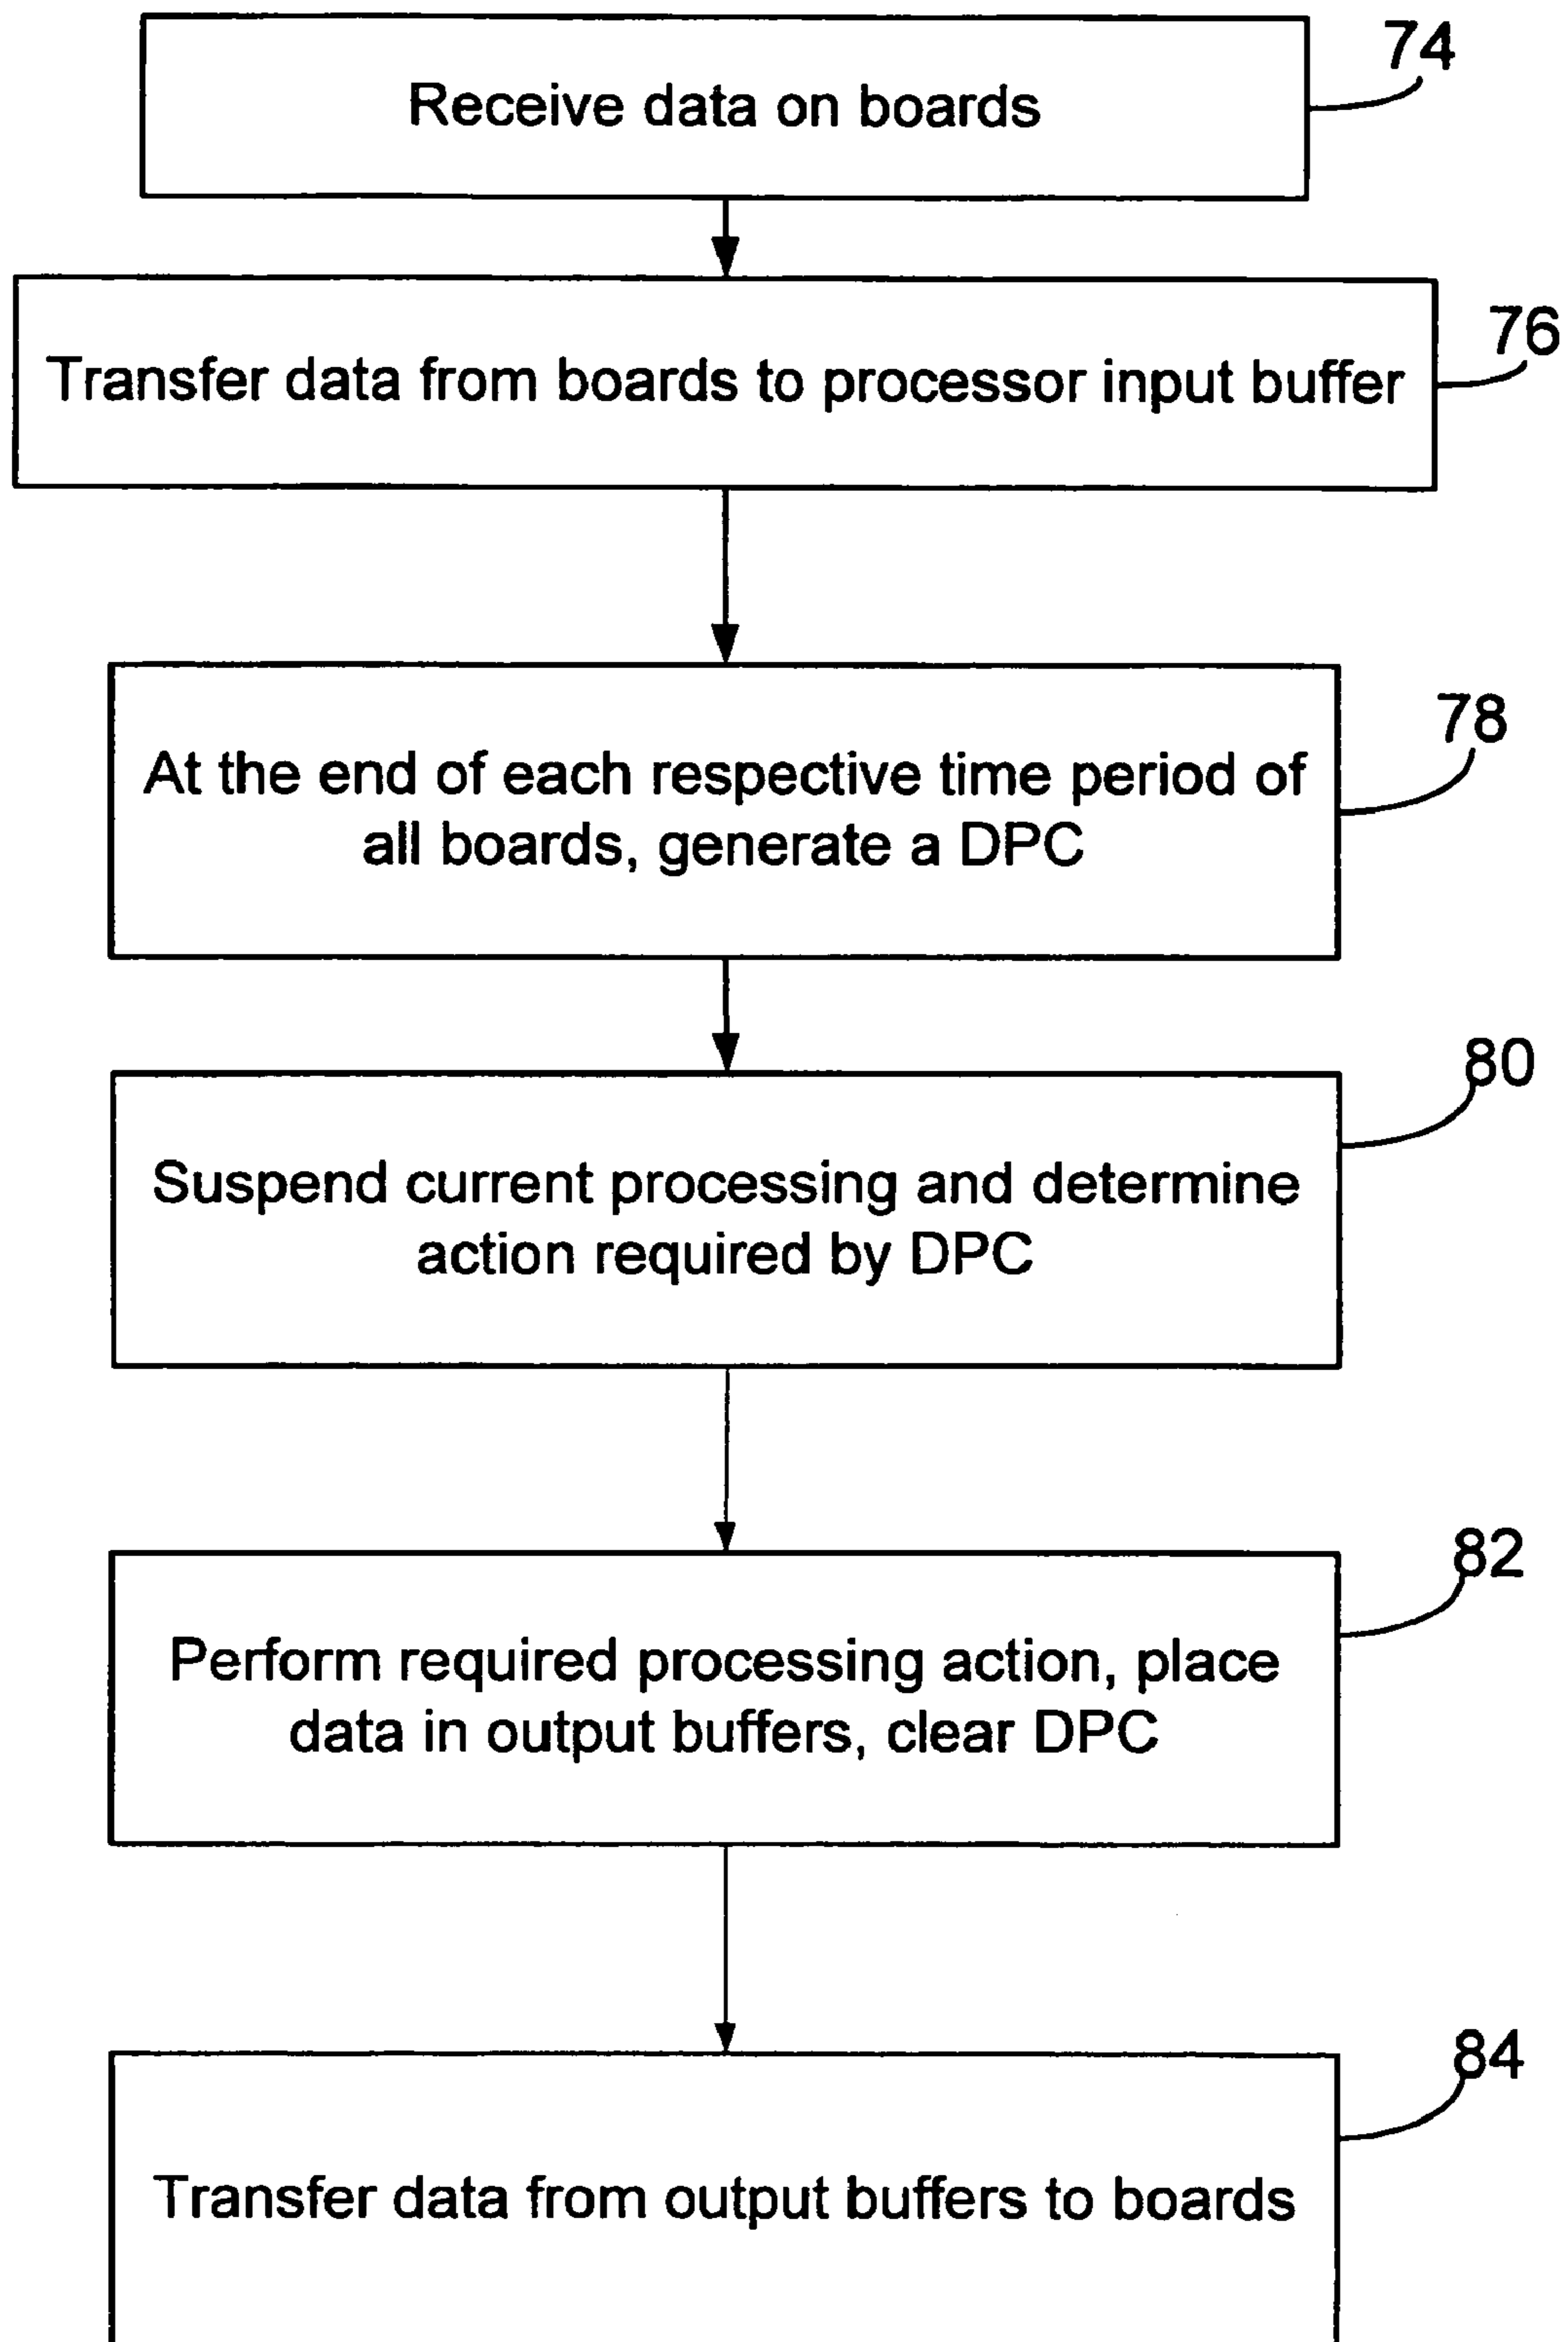 74
Receive data on boards
76
Transfer data from boards to processor input buffer
78
At the end of each respective time period of
all boards, generate a DPC
80
Suspend current processing and determine
action required by DPC
82
Perform required processing action, place
data in output buffers, clear DPC
84
Transfer data from output buffers to boards